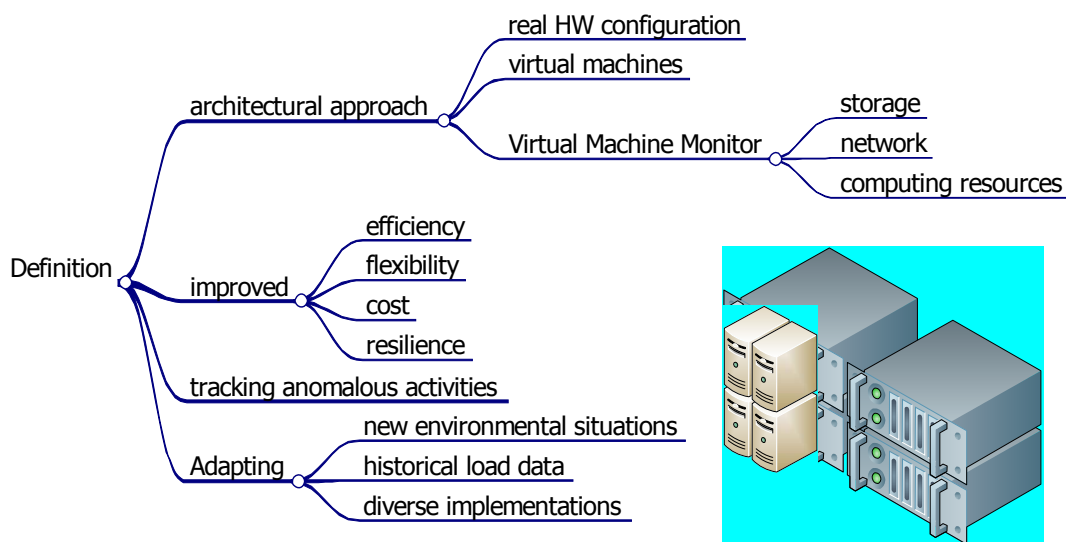 Definition
architectural approach
real HW configuration
virtual machines
Virtual Machine Monitor
storage
network
computing resources
improved
efficiency
flexibility
cost
resilience
tracking anomalous activities
Adapting
new environmental situations
historical load data
diverse implementations